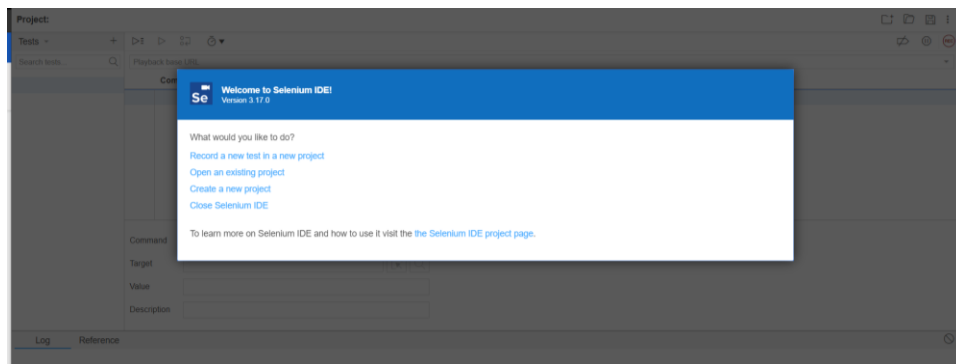 Project:
Tests
Search tests...
Playback base URL
Com
Se
Welcome to Selenium IDE!
Version 3.17.0
What would you like to do?
Record a new test in a new project
Open an existing project
Create a new project
Close Selenium IDE
To learn more on Selenium IDE and how to use it visit the the Selenium IDE project page.
Command
Target
Value
Description
Log Reference